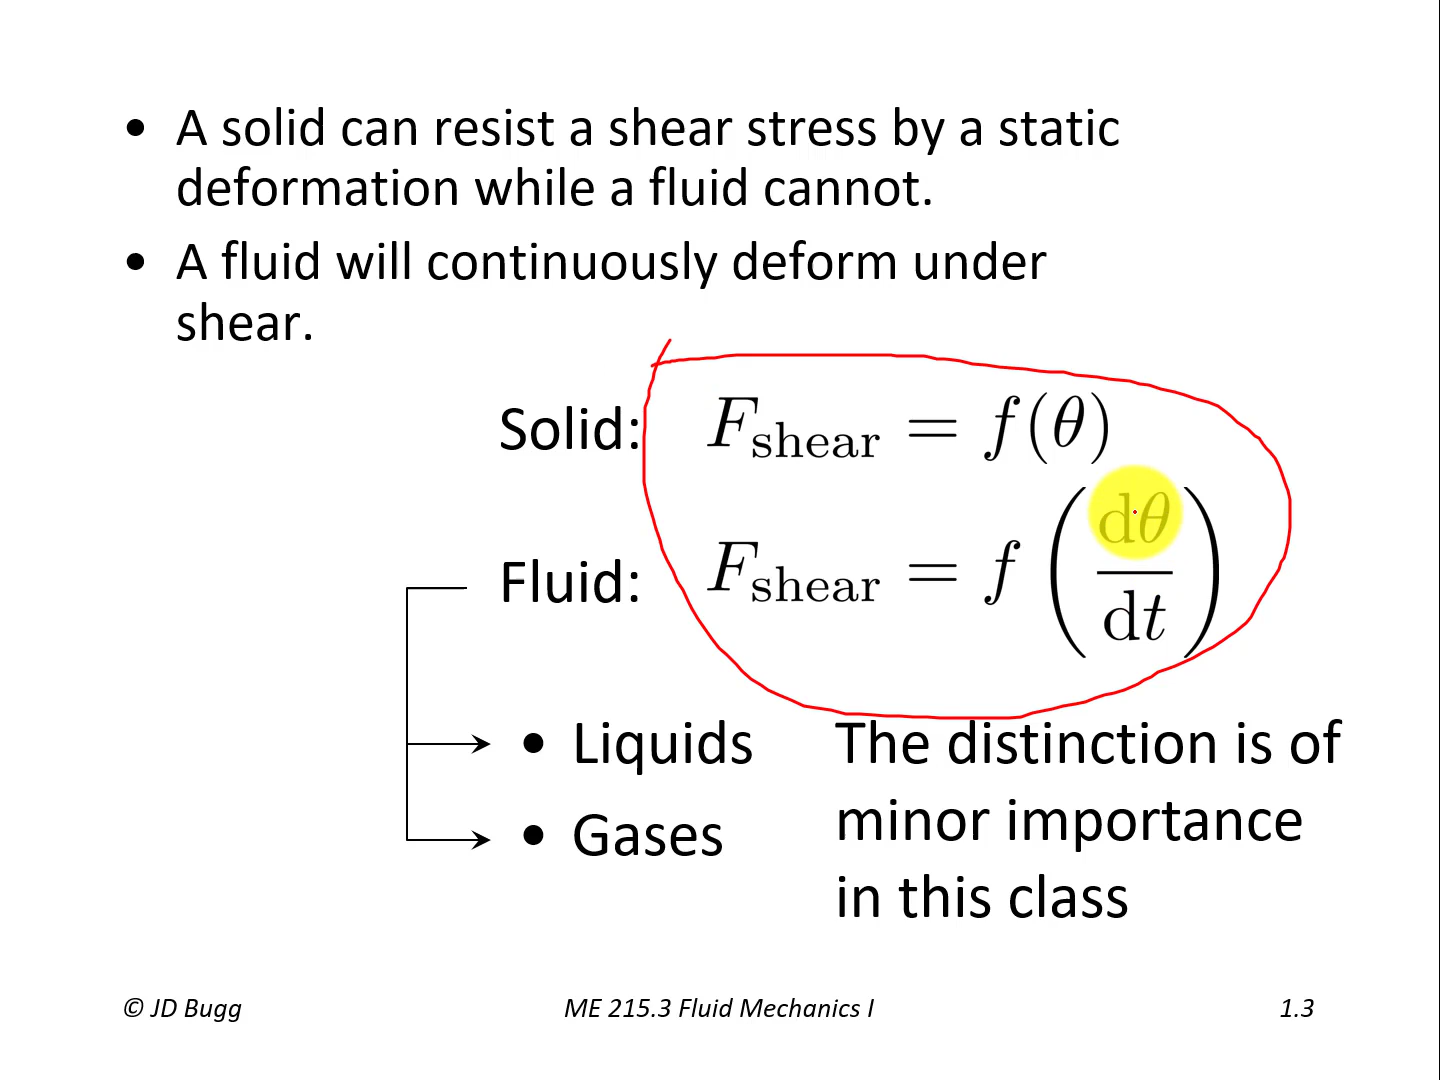 • A solid can resist a shear stress by a static
deformation while a fluid cannot.
• A fluid will continuously deform under
shear.
Solid: F_shear = f(θ)
Fluid: F_shear = f(dθ/dt)
• Liquids
• Gases
The distinction is of
minor importance
in this class
© JD Bugg
ME 215.3 Fluid Mechanics I
1.3